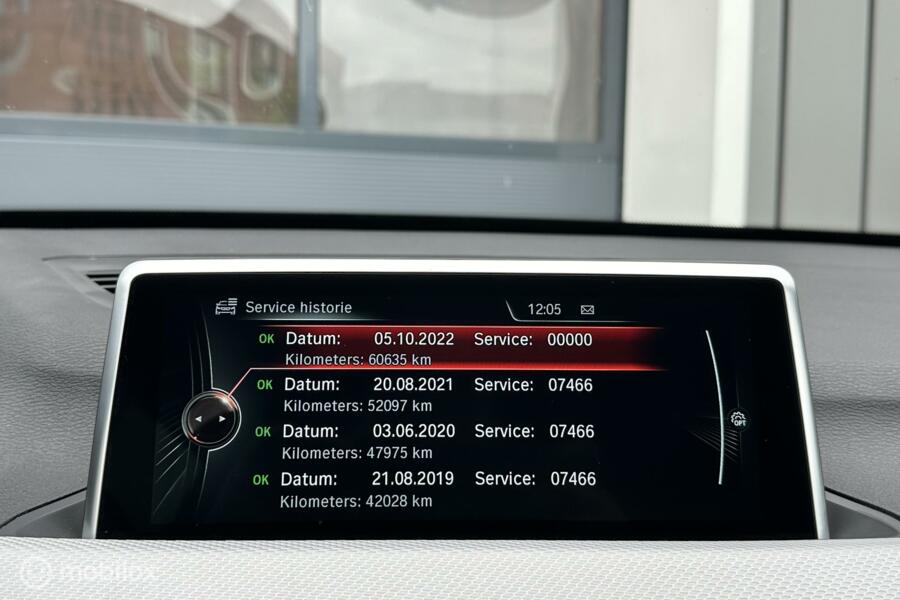 Service historie 12:05
OK Datum: 05.10.2022 Service: 00000
Kilometers: 60635 km
OK Datum: 20.08.2021 Service: 07466
Kilometers: 52097 km
OK Datum: 03.06.2020 Service: 07466
Kilometers: 47975 km
OK Datum: 21.08.2019 Service: 07466
Kilometers: 42028 km
OPT
mobilox